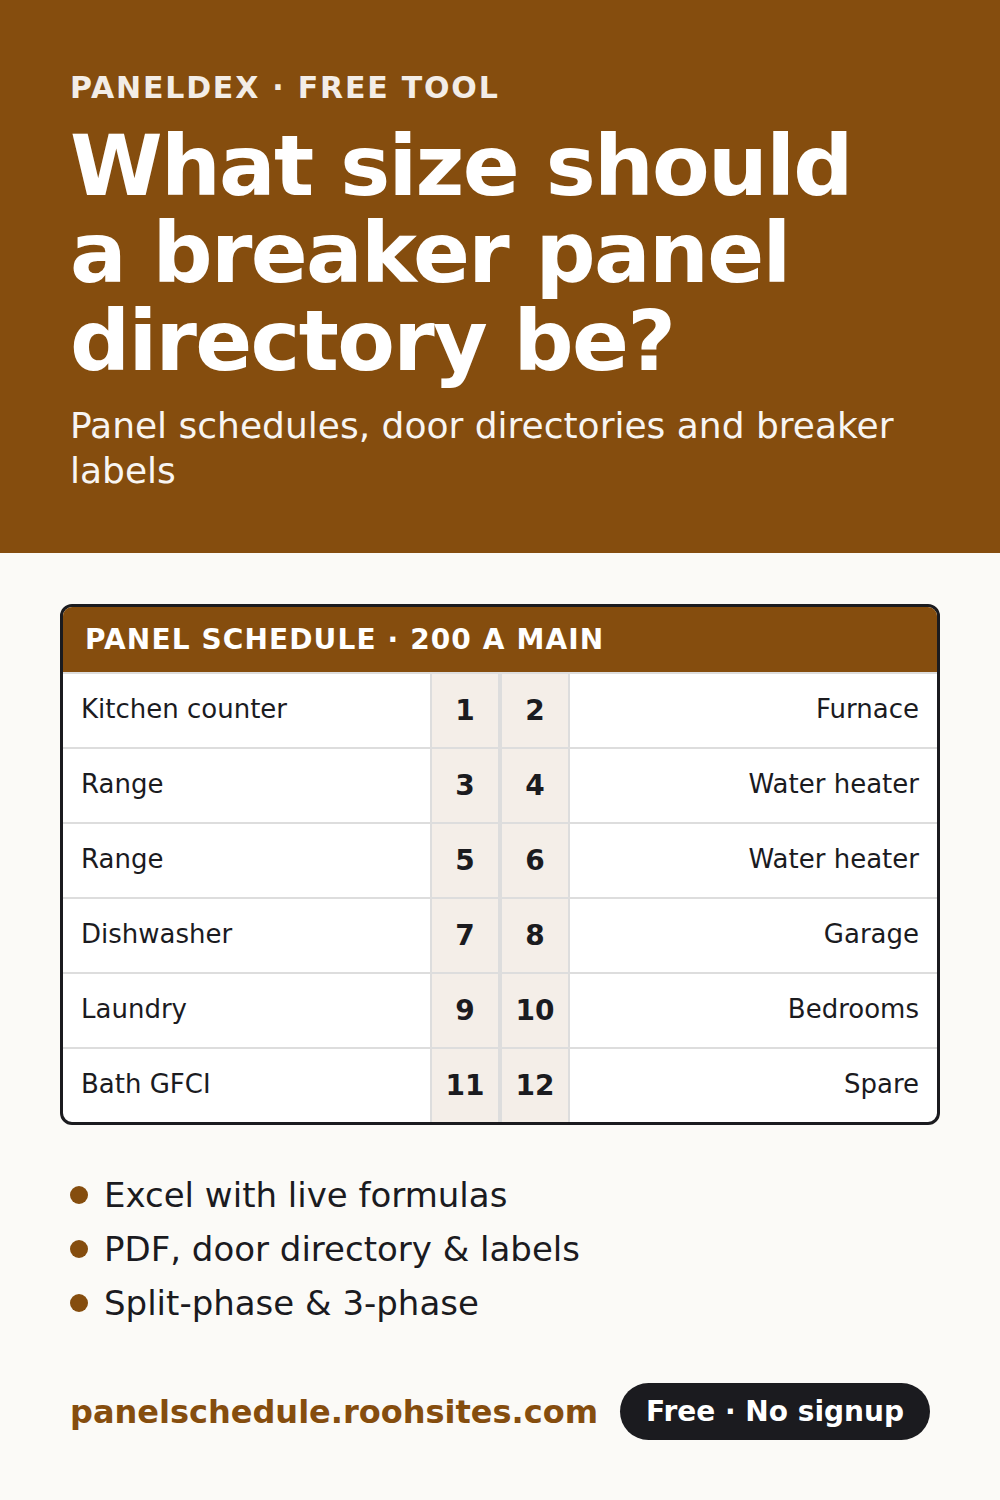 PANELDEX · FREE TOOL
What size should
a breaker panel
directory be?
Panel schedules, door directories and breaker
labels
PANEL SCHEDULE · 200 A MAIN
Kitchen counter 1 2 Furnace
Range 3 4 Water heater
Range 5 6 Water heater
Dishwasher 7 8 Garage
Laundry 9 10 Bedrooms
Bath GFCI 11 12 Spare
Excel with live formulas
PDF, door directory & labels
Split-phase & 3-phase
panelschedule.roohsites.com Free · No signup